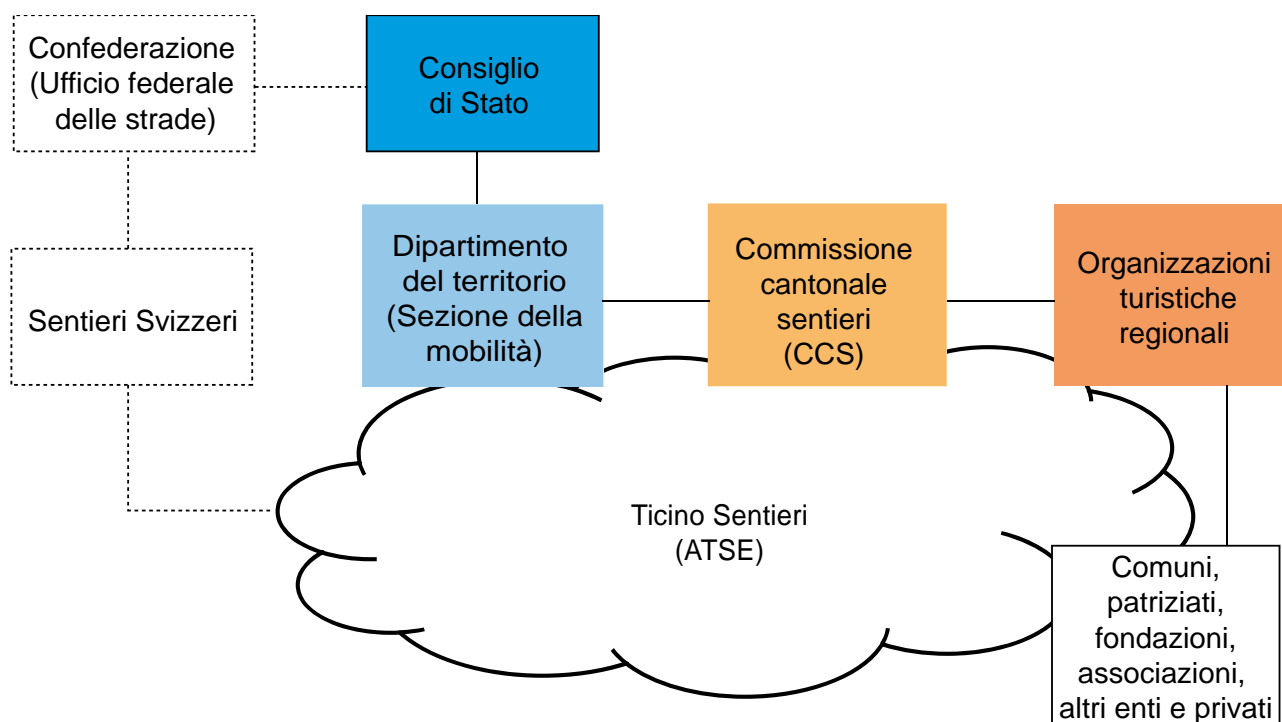 Confederazione
(Ufficio federale
delle strade)
Consiglio
di Stato
Sentieri Svizzeri
Dipartimento
del territorio
(Sezione della
mobilità)
Commissione
cantonale
sentieri
(CCS)
Organizzazioni
turistiche
regionali
Ticino Sentieri
(ATSE)
Comuni,
patriziati,
fondazioni,
associazioni,
altri enti e privati